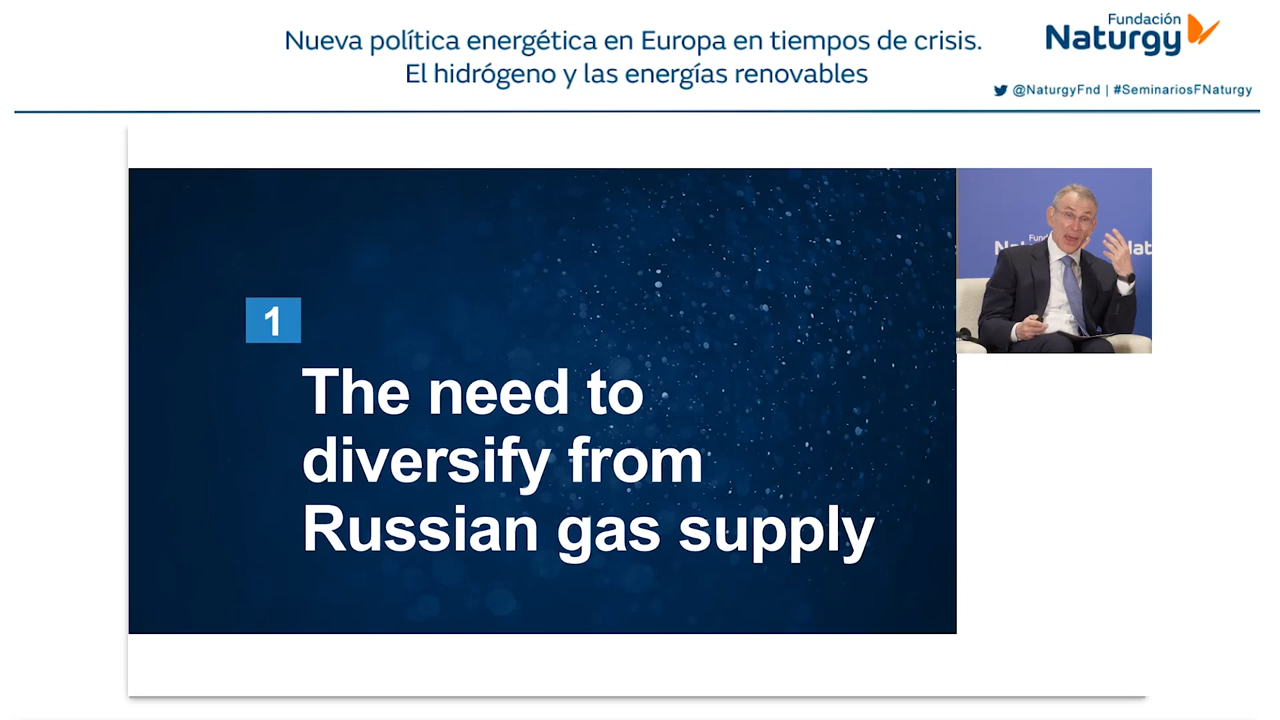 Nueva política energética en Europa en tiempos de crisis.
El hidrógeno y las energías renovables
Fundación
Naturgy
@NaturgyFnd | #SeminariosFNaturgy
1
The need to
diversify from
Russian gas supply